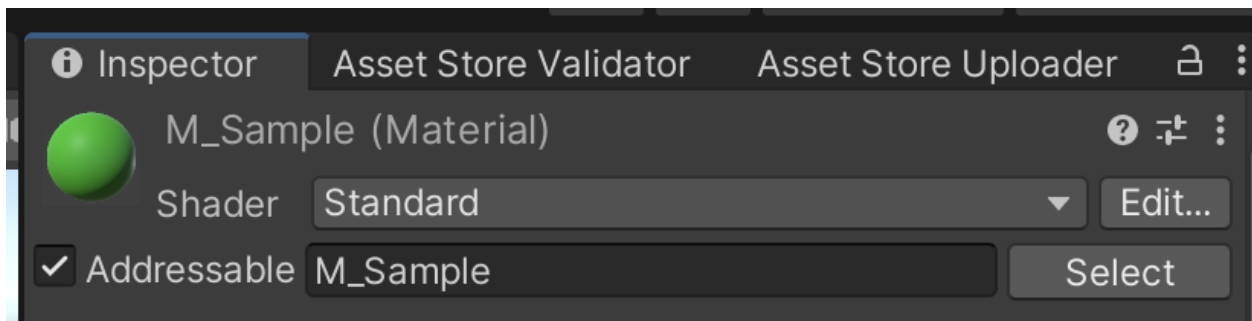 Inspector Asset Store Validator Asset Store Uploader
M_Sample (Material)
Shader Standard Edit...
Addressable M_Sample Select